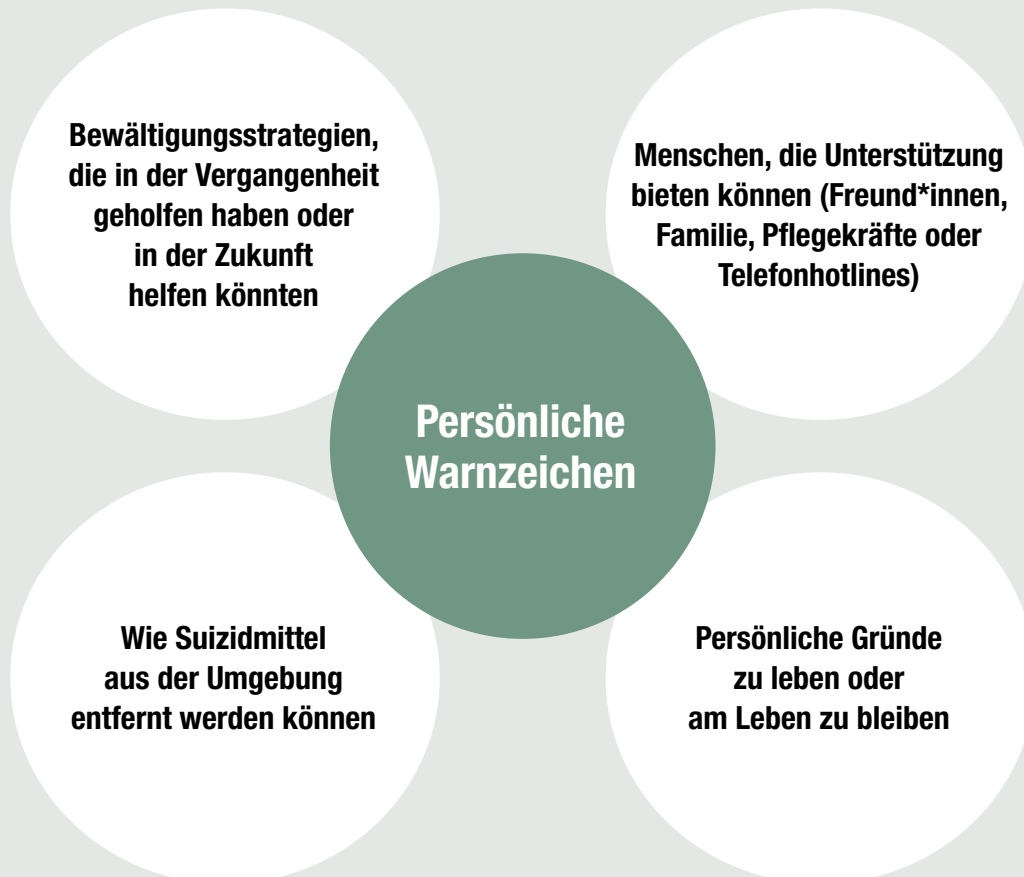 Bewältigungsstrategien,
die in der Vergangenheit
geholfen haben oder
in der Zukunft
helfen könnten
Menschen, die Unterstützung
bieten können (Freund*innen,
Familie, Pflegekräfte oder
Telefonhotlines)
Persönliche
Warnzeichen
Wie Suizidmittel
aus der Umgebung
entfernt werden können
Persönliche Gründe
zu leben oder
am Leben zu bleiben